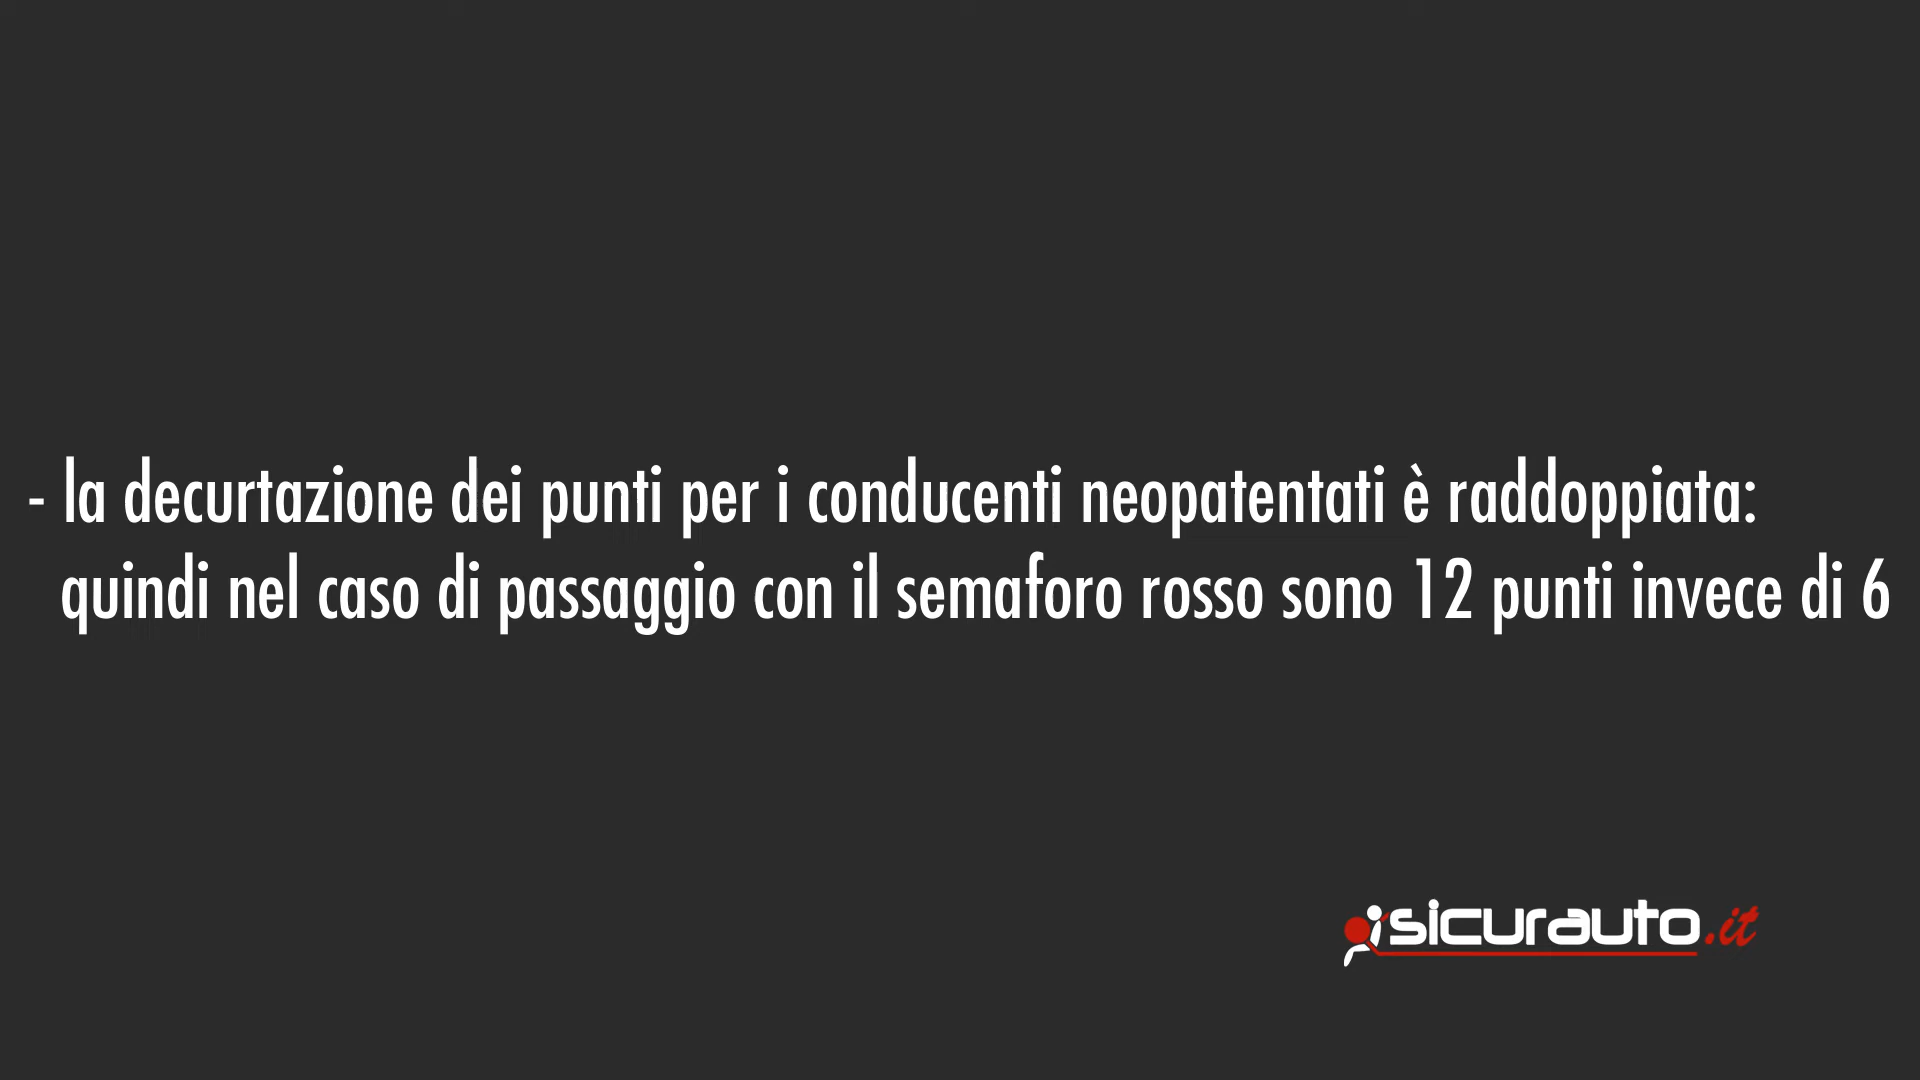 - la decurtazione dei punti per i conducenti neopatentati è raddoppiata:
quindi nel caso di passaggio con il semaforo rosso sono 12 punti invece di 6
sicurauto.it